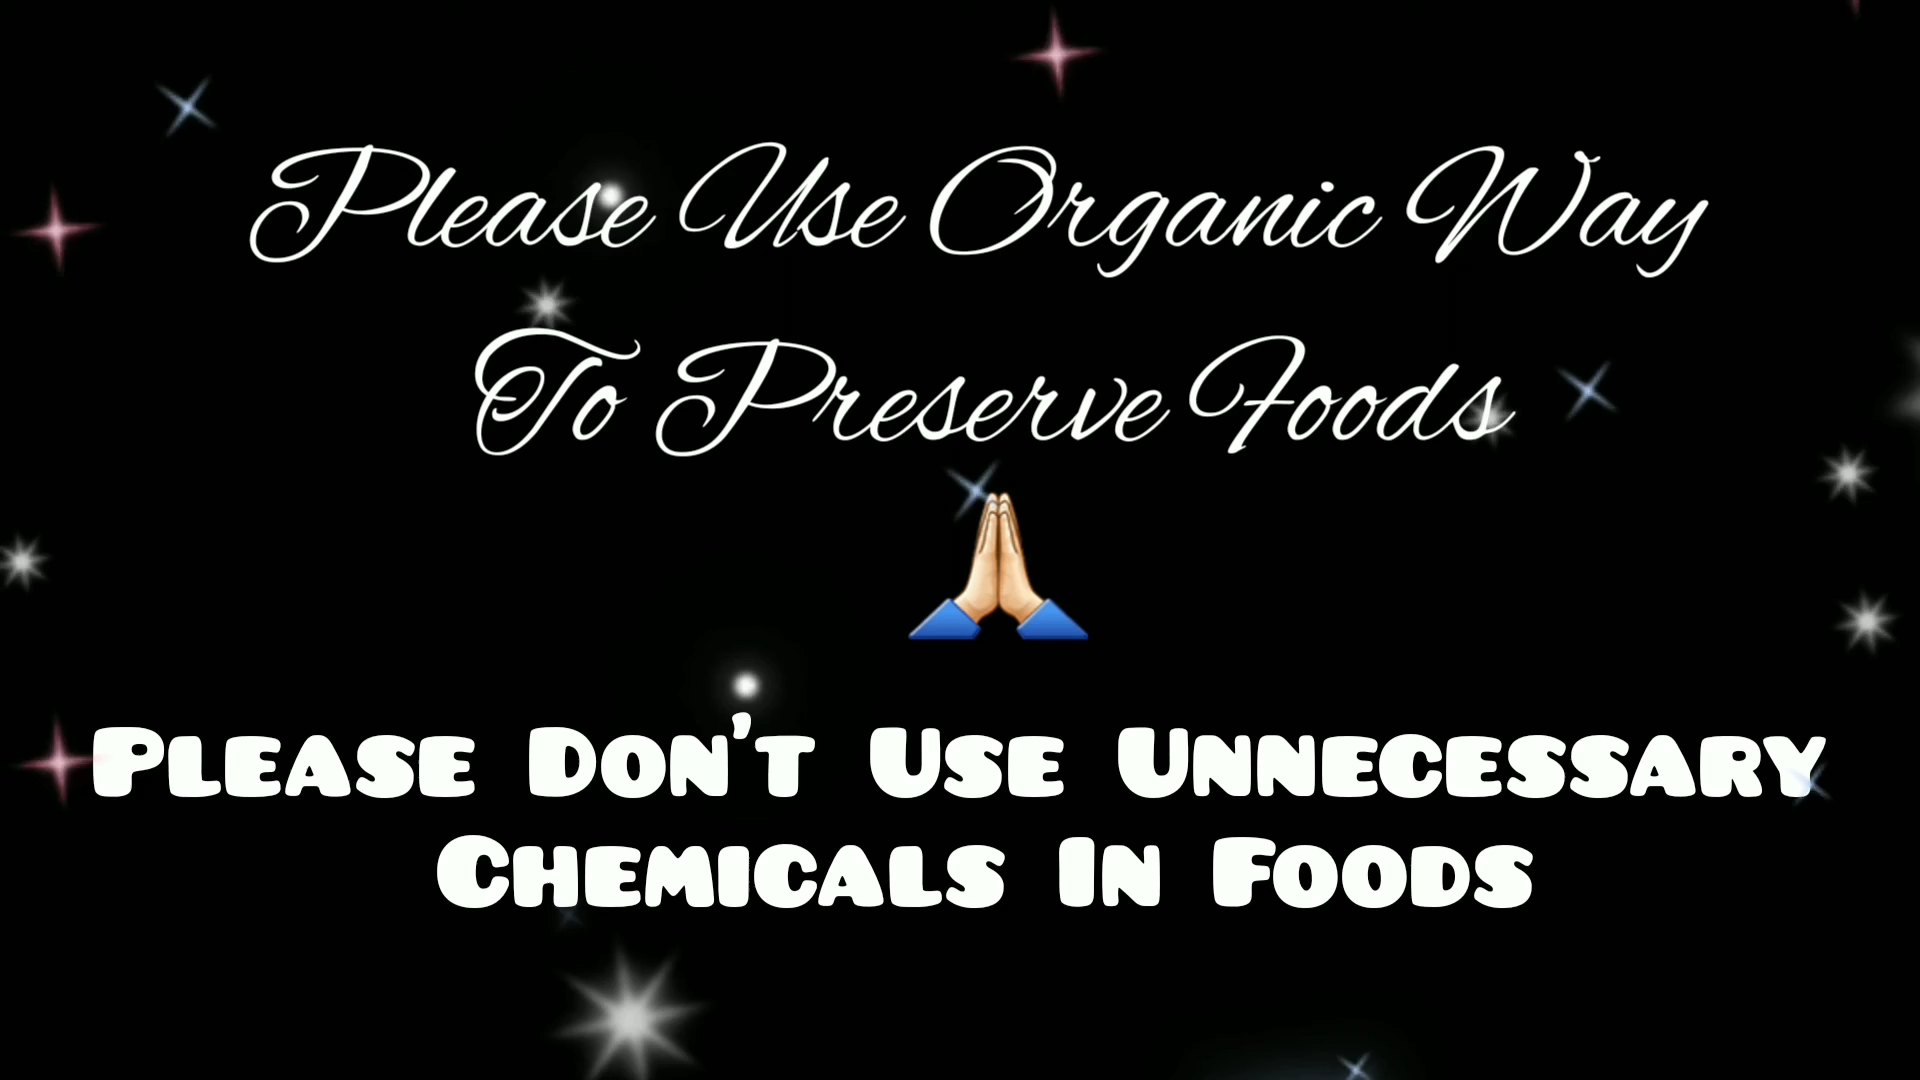 Please Use Organic Way
To Preserve Foods
Please Don't Use Unnecessary
Chemicals In Foods